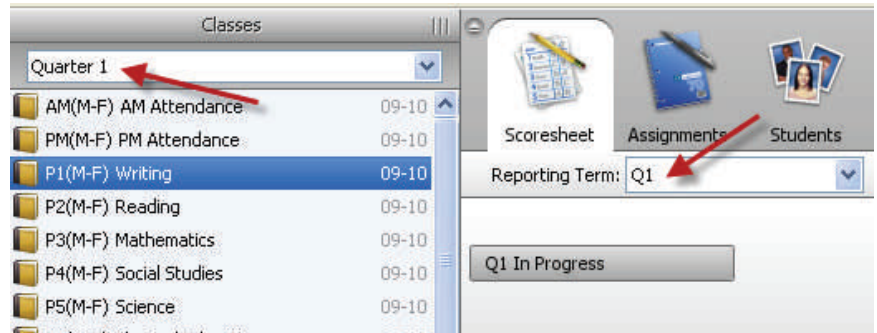 Classes
Quarter 1
AM(M-F) AM Attendance 09-10
PM(M-F) PM Attendance 09-10
P1(M-F) Writing 09-10
P2(M-F) Reading 09-10
P3(M-F) Mathematics 09-10
P4(M-F) Social Studies 09-10
P5(M-F) Science 09-10
Scoresheet Assignments Students
Reporting Term: Q1
Q1 In Progress